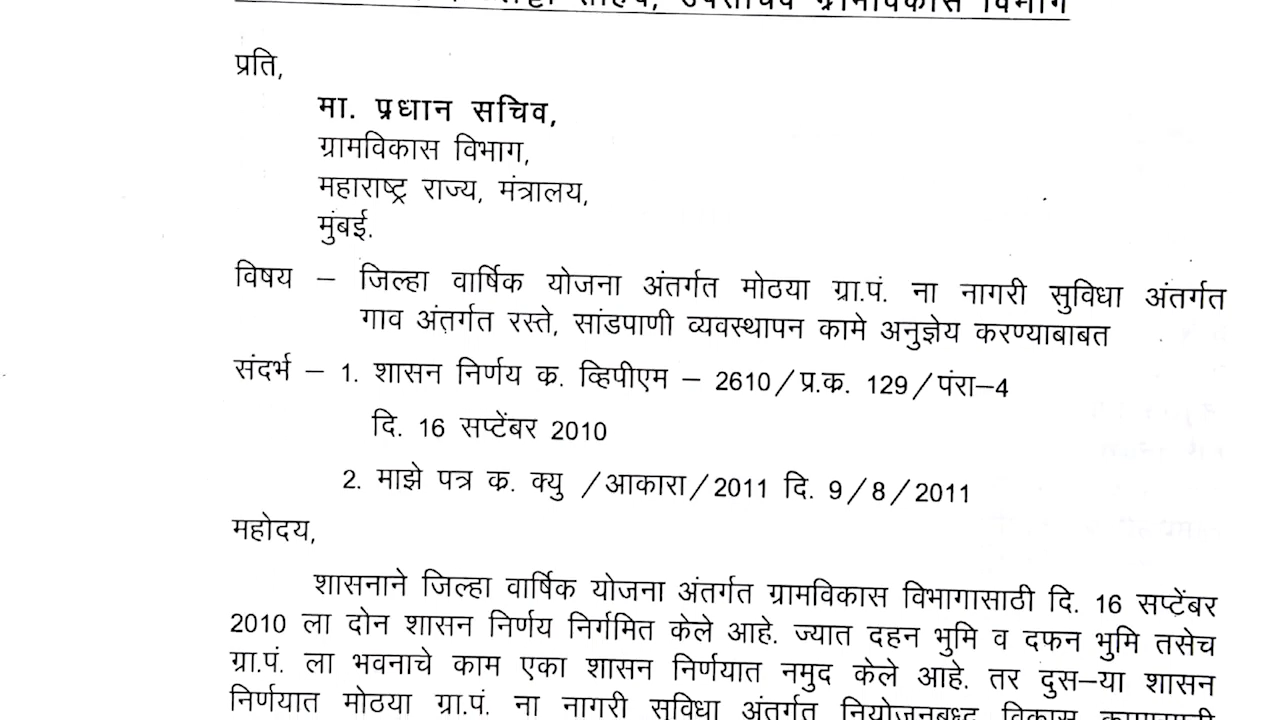 उपसचिव ग्रामविकास विभाग
प्रति,
मा. प्रधान सचिव,
ग्रामविकास विभाग,
महाराष्ट्र राज्य, मंत्रालय,
मुंबई.
विषय – जिल्हा वार्षिक योजना अंतर्गत मोठया ग्रा.पं. ना नागरी सुविधा अंतर्गत
गाव अंतर्गत रस्ते, सांडपाणी व्यवस्थापन कामे अनुज्ञेय करण्याबाबत
संदर्भ – 1. शासन निर्णय क. व्हिपीएम – 2610/प्र.क. 129/पंरा–4
दि. 16 सप्टेंबर 2010
2. माझे पत्र क. क्यु /आकारा/2011 दि. 9/8/2011
महोदय,
शासनाने जिल्हा वार्षिक योजना अंतर्गत ग्रामविकास विभागासाठी दि. 16 सप्टेंबर
2010 ला दोन शासन निर्णय निर्गमित केले आहे. ज्यात दहन भुमि व दफन भुमि तसेच
ग्रा.पं. ला भवनाचे काम एका शासन निर्णयात नमुद केले आहे. तर दुस–या शासन
निर्णयात मोठया ग्रा.पं. ना नागरी सुविधा अंतर्गत नियोजनबध्द विकास